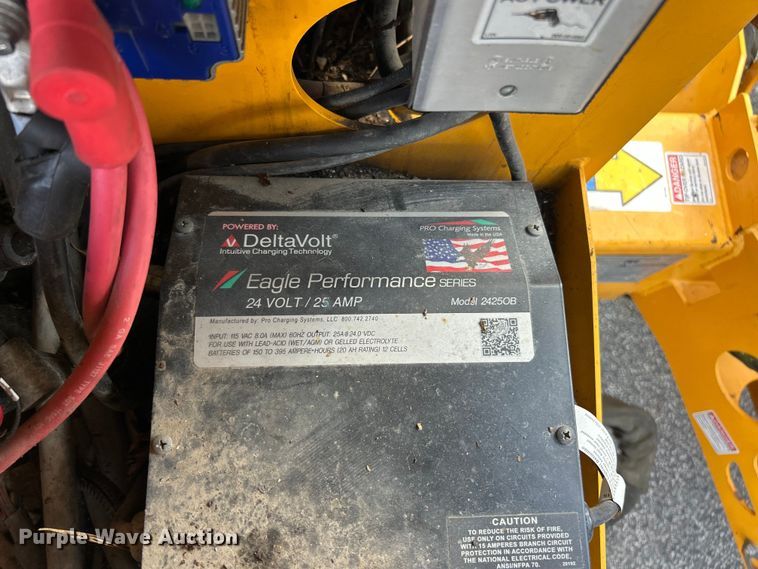 AC POWER
POWERED BY:
DeltaVolt®
Intuitive Charging Technology
PRO Charging Systems
Made in the USA
Eagle Performance SERIES
24 VOLT / 25 AMP
Model 2425OB
Manufactured by: Pro Charging Systems, LLC 800.742.2740
INPUT: 115 VAC 8.0A (MAX) 60HZ OUTPUT: 25A@24.0 VDC
FOR USE WITH LEAD-ACID (WET/AGM) OR GELLED ELECTROLYTE
BATTERIES OF 150 TO 395 AMPERE-HOURS (20 AH RATING) 12 CELLS
DANGER
CAUTION
TO REDUCE THE RISK OF FIRE,
USE ONLY ON CIRCUITS PROVIDED
WITH 15 AMPERES BRANCH CIRCUIT
PROTECTION IN ACCORDANCE WITH
THE NATIONAL ELECTRICAL CODE,
ANSI/NFPA 70.
20192
2 GA
Purple Wave Auction